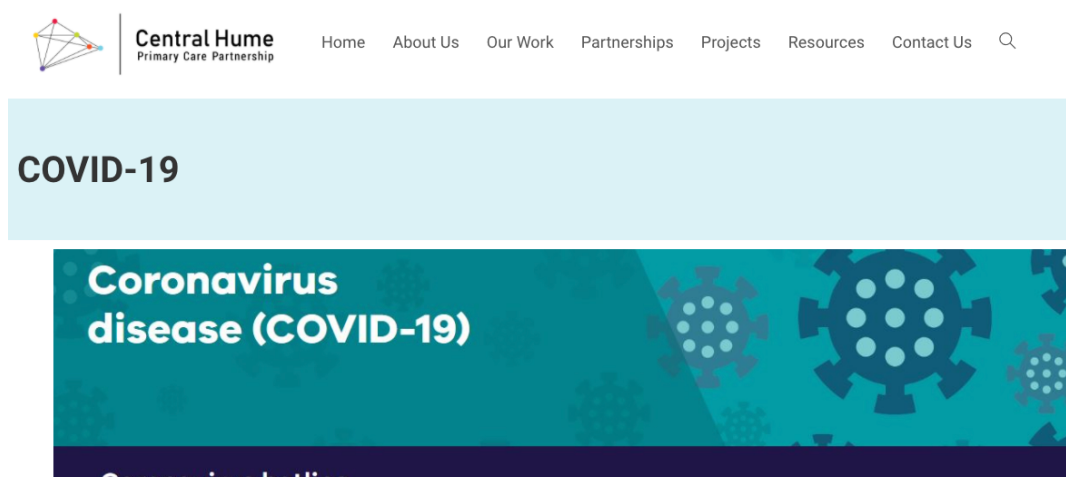 Central Hume
Primary Care Partnership
Home About Us Our Work Partnerships Projects Resources Contact Us
COVID-19
Coronavirus
disease (COVID-19)